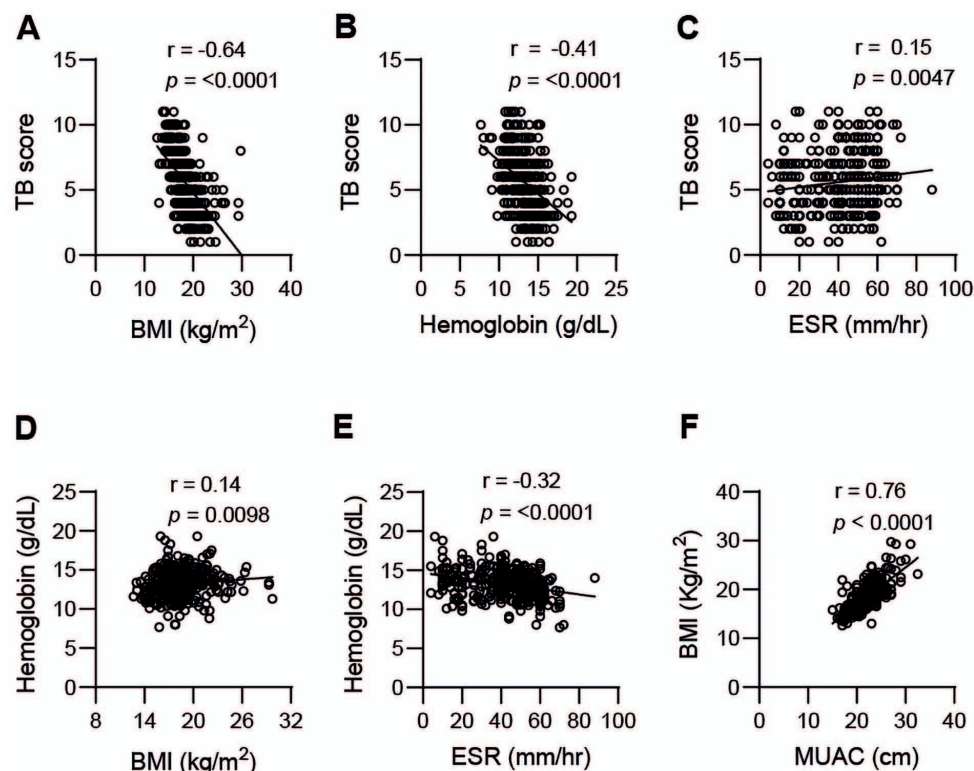 A
r = -0.64
p = <0.0001
15
10
5
0
TB score
0 10 20 30 40
BMI (kg/m²)
B
r = -0.41
p = <0.0001
15
10
5
0
TB score
0 5 10 15 20 25
Hemoglobin (g/dL)
C
r = 0.15
p = 0.0047
15
10
5
0
TB score
0 20 40 60 80 100
ESR (mm/hr)
D
r = 0.14
p = 0.0098
25
20
15
10
5
0
Hemoglobin (g/dL)
8 14 20 26 32
BMI (kg/m²)
E
r = -0.32
p = <0.0001
25
20
15
10
5
0
Hemoglobin (g/dL)
0 20 40 60 80 100
ESR (mm/hr)
F
r = 0.76
p < 0.0001
40
30
20
10
0
BMI (Kg/m²)
0 10 20 30 40
MUAC (cm)